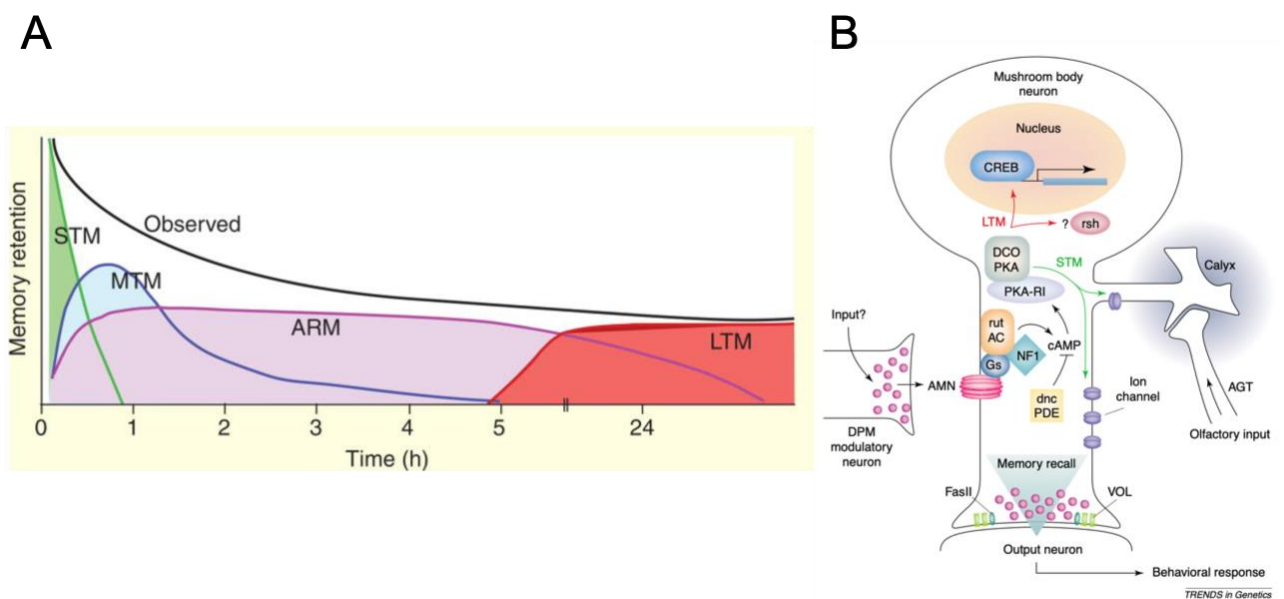 A
Memory retention
STM
Observed
MTM
ARM
LTM
0 1 2 3 4 5 24
Time (h)
B
Mushroom body
neuron
Nucleus
CREB
LTM
? rsh
DCO
PKA
STM
PKA-RI
Calyx
Input?
rut
AC
cAMP
NF1
Gs
AMN
dnc
PDE
Ion
channel
AGT
Olfactory input
DPM
modulatory
neuron
Memory recall
FasII
VOL
Output neuron
Behavioral response
TRENDS in Genetics